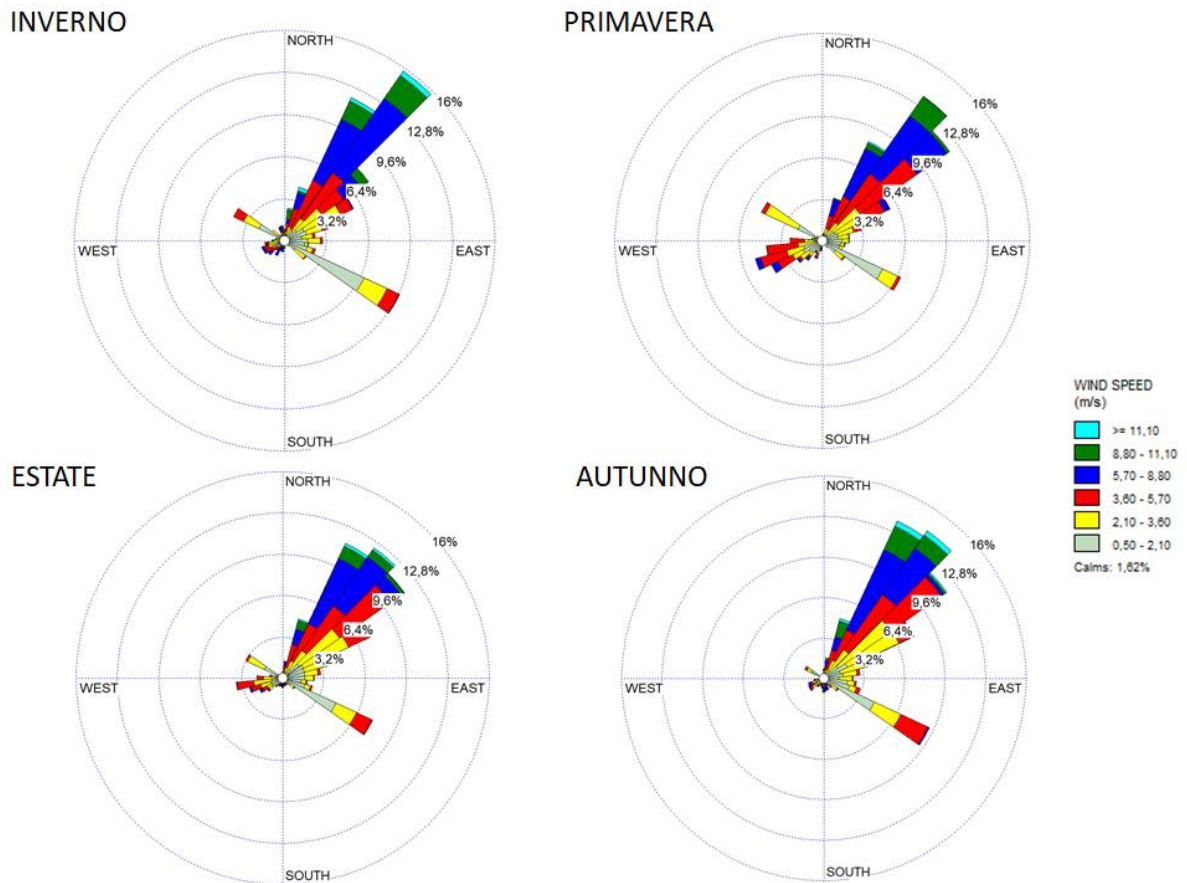 INVERNO
NORTH
16%
12,8%
9,6%
6,4%
3,2%
WEST
EAST
SOUTH
PRIMAVERA
NORTH
16%
12,8%
9,6%
6,4%
3,2%
WEST
EAST
SOUTH
WIND SPEED
(m/s)
>= 11,10
8,80 - 11,10
5,70 - 8,80
3,60 - 5,70
2,10 - 3,60
0,50 - 2,10
Calms: 1,62%
ESTATE
NORTH
16%
12,8%
9,6%
6,4%
3,2%
WEST
EAST
SOUTH
AUTUNNO
NORTH
16%
12,8%
9,6%
6,4%
3,2%
WEST
EAST
SOUTH